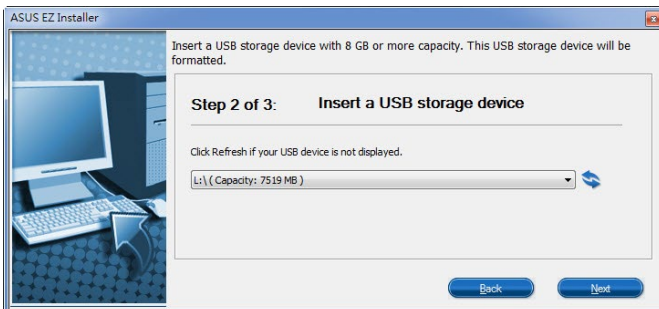 ASUS EZ Installer
Insert a USB storage device with 8 GB or more capacity. This USB storage device will be
formatted.
Step 2 of 3: Insert a USB storage device
Click Refresh if your USB device is not displayed.
L:\ ( Capacity: 7519 MB )
Back Next